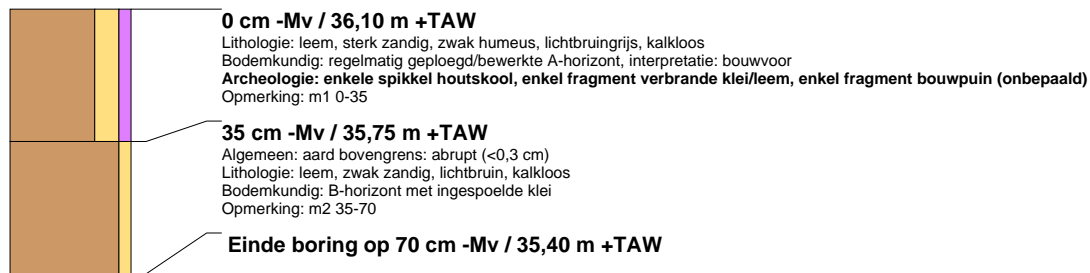 0 cm -Mv / 36,10 m +TAW
Lithologie: leem, sterk zandig, zwak humeus, lichtbruingrijs, kalkloos
Bodemkundig: regelmatig geploegd/bewerkte A-horizont, interpretatie: bouwvoor
Archeologie: enkele spikkel houtskool, enkel fragment verbrande klei/leem, enkel fragment bouwpuin (onbepaald)
Opmerking: m1 0-35
35 cm -Mv / 35,75 m +TAW
Algemeen: aard bovengrens: abrupt (<0,3 cm)
Lithologie: leem, zwak zandig, lichtbruin, kalkloos
Bodemkundig: B-horizont met ingespoelde klei
Opmerking: m2 35-70
Einde boring op 70 cm -Mv / 35,40 m +TAW